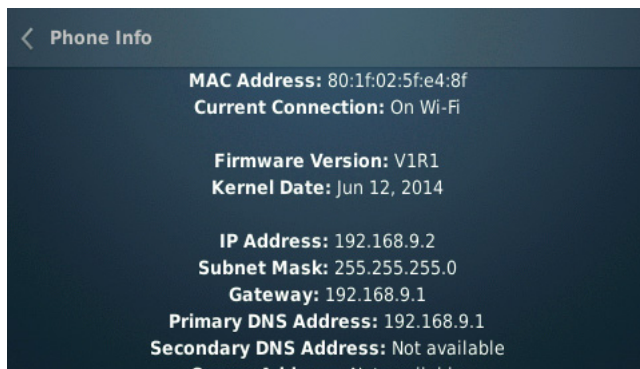 Phone Info
MAC Address: 80:1f:02:5f:e4:8f
Current Connection: On Wi-Fi
Firmware Version: V1R1
Kernel Date: Jun 12, 2014
IP Address: 192.168.9.2
Subnet Mask: 255.255.255.0
Gateway: 192.168.9.1
Primary DNS Address: 192.168.9.1
Secondary DNS Address: Not available